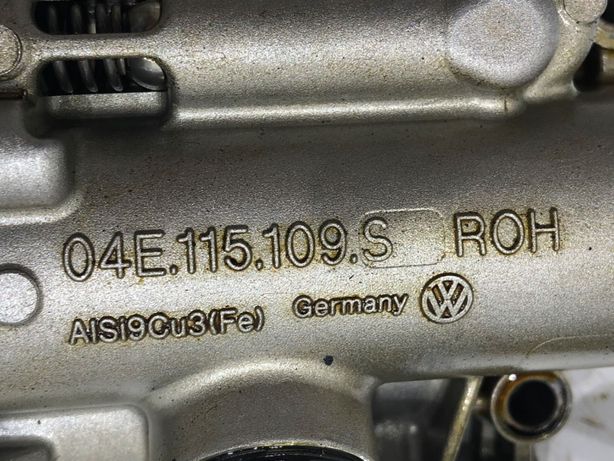 04E.115.109.S ROH
AlSi9Cu3(Fe) Germany VW